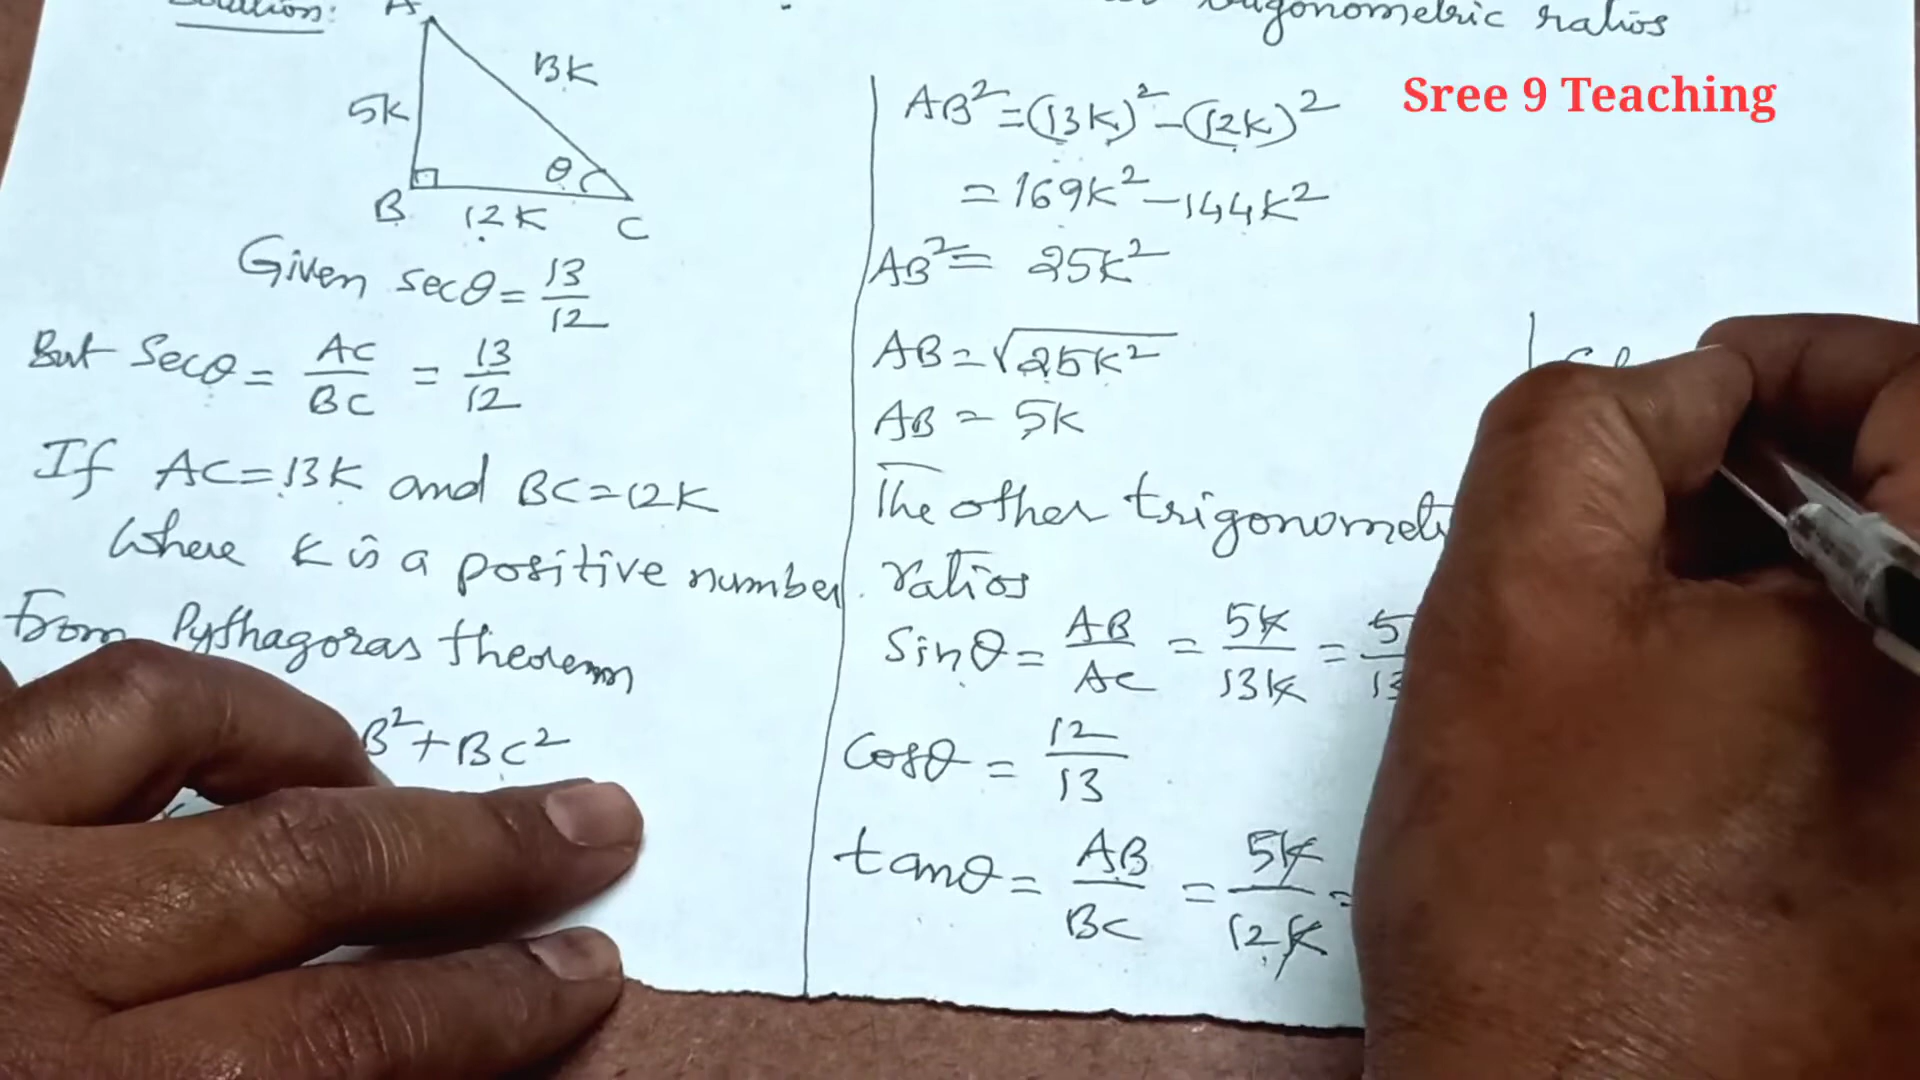 Solution:
trigonometric ratios
Sree 9 Teaching
A
13K
5K
θ
B 12K C
Given secθ = 13/12
But Secθ = AC/BC = 13/12
If AC=13K and BC=12K
Where K is a positive number.
From Pythagoras theorem
B²+BC²
AB²=(13K)²-(12K)²
=169K²-144K²
AB²= 25K²
AB=√25K²
AB = 5K
The other
ratios
Sinθ= AB/AC = 5K/13K = 5/13
Cosθ = 12/13
tanθ = AB/BC = 5K/12K =